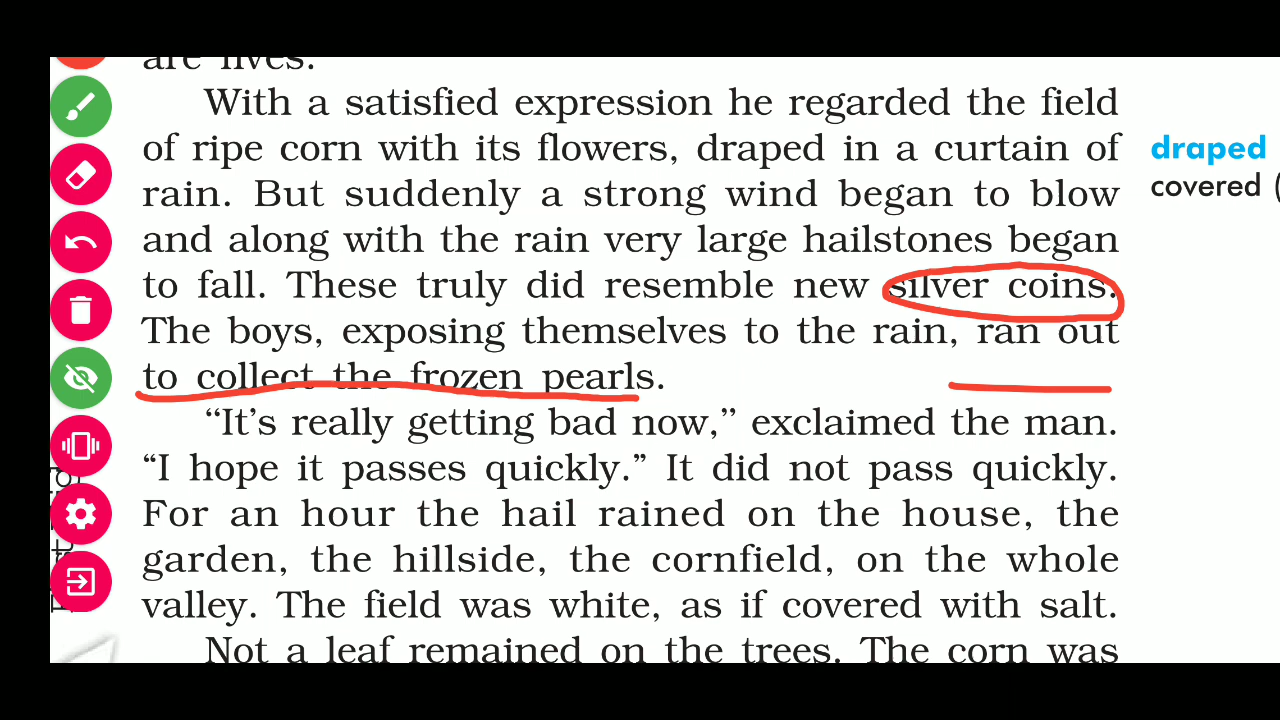 are lives.
With a satisfied expression he regarded the field
of ripe corn with its flowers, draped in a curtain of
rain. But suddenly a strong wind began to blow
and along with the rain very large hailstones began
to fall. These truly did resemble new silver coins.
The boys, exposing themselves to the rain, ran out
to collect the frozen pearls.
“It’s really getting bad now,” exclaimed the man.
“I hope it passes quickly.” It did not pass quickly.
For an hour the hail rained on the house, the
garden, the hillside, the cornfield, on the whole
valley. The field was white, as if covered with salt.
Not a leaf remained on the trees. The corn was
draped
covered (